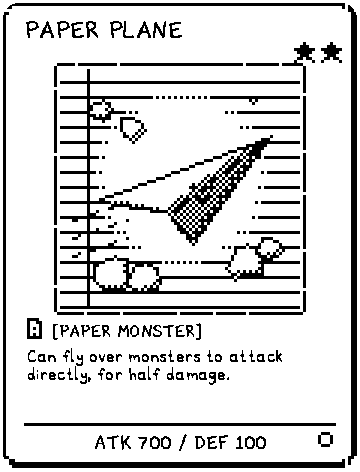 PAPER PLANE
[PAPER MONSTER]
Can fly over monsters to attack
directly, for half damage.
ATK 700 / DEF 100